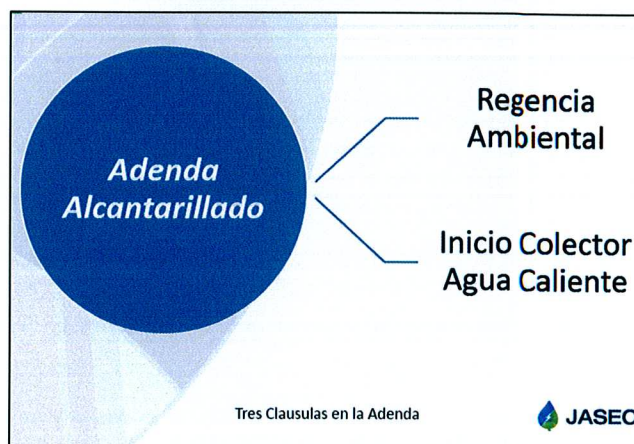 Adenda
Alcantarillado
Regencia
Ambiental
Inicio Colector
Agua Caliente
Tres Clausulas en la Adenda
JASEC